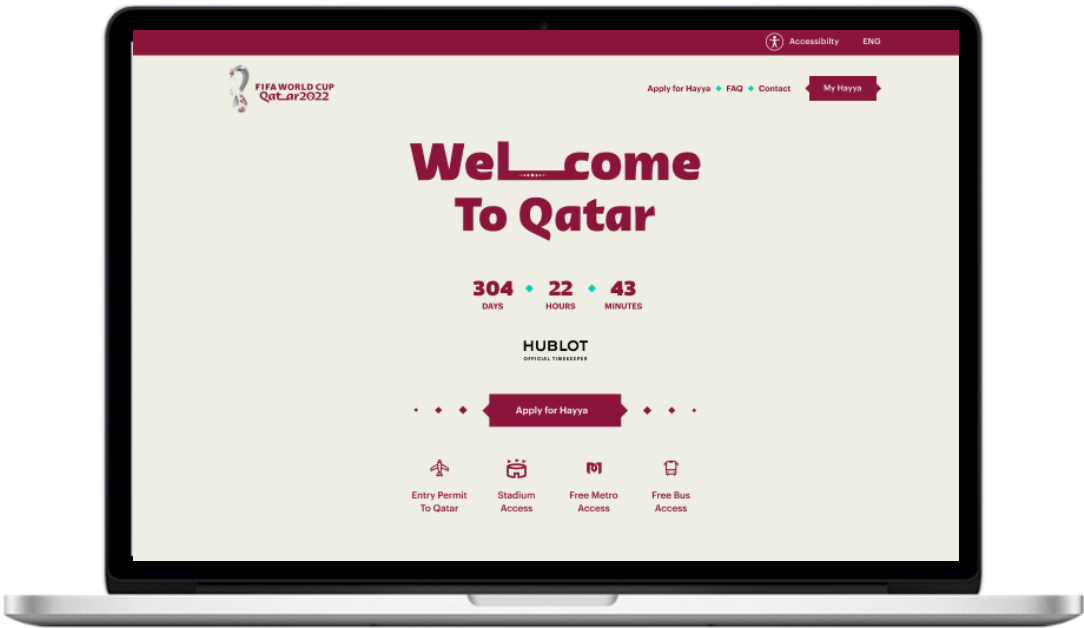 Accessibilty
ENG
FIFA WORLD CUP
Qatar2022
Apply for Hayya
FAQ
Contact
My Hayya
Welcome
To Qatar
304
22
43
DAYS
HOURS
MINUTES
HUBLOT
OFFICIAL TIMEKEEPER
Apply for Hayya
Entry Permit
To Qatar
Stadium
Access
Free Metro
Access
Free Bus
Access